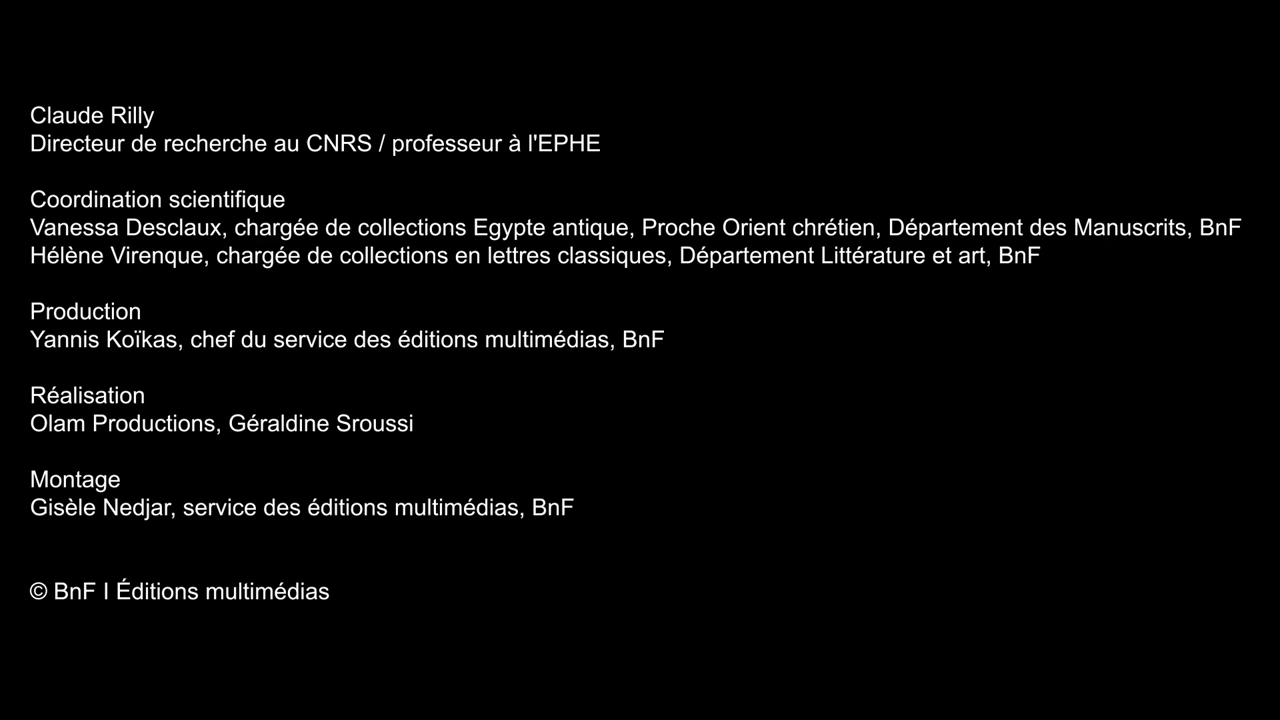 Claude Rilly
Directeur de recherche au CNRS / professeur à l'EPHE
Coordination scientifique
Vanessa Desclaux, chargée de collections Egypte antique, Proche Orient chrétien, Département des Manuscrits, BnF
Hélène Virenque, chargée de collections en lettres classiques, Département Littérature et art, BnF
Production
Yannis Koïkas, chef du service des éditions multimédias, BnF
Réalisation
Olam Productions, Géraldine Sroussi
Montage
Gisèle Nedjar, service des éditions multimédias, BnF
© BnF I Éditions multimédias